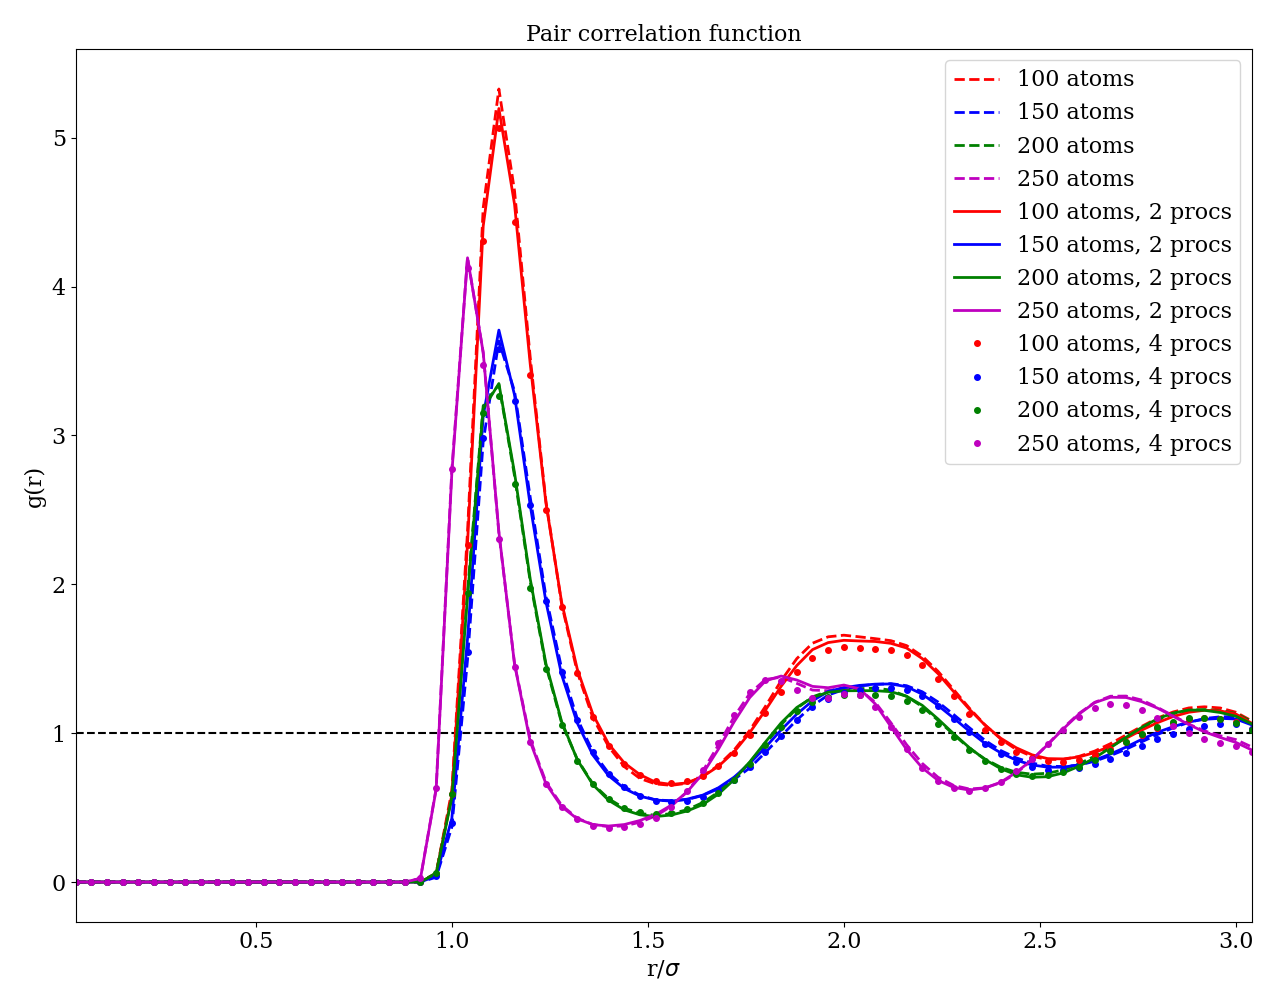 Pair correlation function
100 atoms
150 atoms
200 atoms
250 atoms
100 atoms, 2 procs
150 atoms, 2 procs
200 atoms, 2 procs
250 atoms, 2 procs
100 atoms, 4 procs
150 atoms, 4 procs
200 atoms, 4 procs
250 atoms, 4 procs
g(r)
5
4
3
2
1
0
0.5 1.0 1.5 2.0 2.5 3.0
r/σ